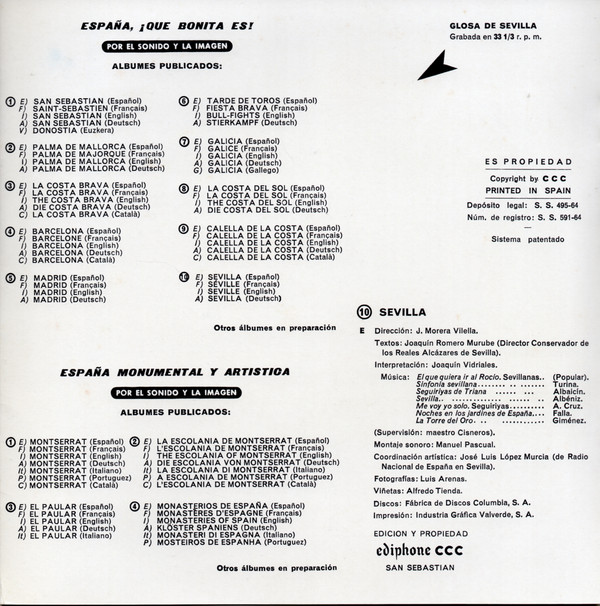 ESPAÑA, ¡QUE BONITA ES!
POR EL SONIDO Y LA IMAGEN
ALBUMES PUBLICADOS:
1 E) SAN SEBASTIAN (Español)
F) SAINT-SEBASTIEN (Français)
I) SAN SEBASTIAN (English)
A) SAN SEBASTIAN (Deutsch)
V) DONOSTIA (Euzkera)
2 E) PALMA DE MALLORCA (Español)
F) PALMA DE MAJORQUE (Français)
I) PALMA DE MALLORCA (English)
A) PALMA DE MALLORCA (Deutsch)
3 E) LA COSTA BRAVA (Español)
F) LA COSTA BRAVA (Français)
I) THE COSTA BRAVA (English)
A) DIE COSTA BRAVA (Deutsch)
C) LA COSTA BRAVA (Català)
4 E) BARCELONA (Español)
F) BARCELONE (Français)
I) BARCELONA (English)
A) BARCELONA (Deutsch)
C) BARCELONA (Català)
5 E) MADRID (Español)
F) MADRID (Français)
I) MADRID (English)
A) MADRID (Deutsch)
6 E) TARDE DE TOROS (Español)
F) FIESTA BRAVA (Français)
I) BULL-FIGHTS (English)
A) STIERKAMPF (Deutsch)
7 E) GALICIA (Español)
F) GALICE (Français)
I) GALICIA (English)
A) GALICIA (Deutsch)
G) GALICIA (Gallego)
8 E) LA COSTA DEL SOL (Español)
F) LA COSTA DEL SOL (Français)
I) THE COSTA DEL SOL (English)
A) DIE COSTA DEL SOL (Deutsch)
9 E) CALELLA DE LA COSTA (Español)
F) CALELLA DE LA COSTA (Français)
I) CALELLA DE LA COSTA (English)
A) CALELLA DE LA COSTA (Deutsch)
C) CALELLA DE LA COSTA (Català)
10 E) SEVILLA (Español)
F) SÉVILLE (Français)
I) SEVILLE (English)
A) SEVILLA (Deutsch)
Otros álbumes en preparación
ESPAÑA MONUMENTAL Y ARTISTICA
POR EL SONIDO Y LA IMAGEN
ALBUMES PUBLICADOS:
1 E) MONTSERRAT (Español)
F) MONTSERRAT (Français)
I) MONTSERRAT (English)
A) MONTSERRAT (Deutsch)
It) MONTSERRAT (Italiano)
P) MONTSERRAT (Portuguez)
C) MONTSERRAT (Català)
2 E) LA ESCOLANIA DE MONTSERRAT (Español)
F) L'ESCOLANIA DE MONTSERRAT (Français)
I) THE ESCOLANIA OF MONTSERRAT (English)
A) DIE ESCOLANIA VON MONTSERRAT (Deutsch)
It) LA ESCOLANIA DI MONTSERRAT (Italiano)
P) A ESCOLANIA DE MONTSERRAT (Portuguez)
C) L'ESCOLANIA DE MONTSERRAT (Català)
3 E) EL PAULAR (Español)
F) EL PAULAR (Français)
I) EL PAULAR (English)
A) EL PAULAR (Deutsch)
It) EL PAULAR (Italiano)
4 E) MONASTERIOS DE ESPAÑA (Español)
F) MONASTÈRES D'ESPAGNE (Français)
I) MONASTERIES OF SPAIN (English)
A) KLÖSTER SPANIENS (Deutsch)
It) MONASTERI DI ESPAGNA (Italiano)
P) MOSTEIROS DE ESPANHA (Portuguez)
Otros álbumes en preparación
GLOSA DE SEVILLA
Grabada en 33 1/3 r. p. m.
ES PROPIEDAD
Copyright by CCC
PRINTED IN SPAIN
Depósito legal: S. S. 495-64
Núm. de registro: S. S. 591-64
Sistema patentado
10 SEVILLA
E Dirección: J. Morera Vilella.
Textos: Joaquin Romero Murube (Director Conservador de
los Reales Alcázares de Sevilla).
Interpretación: Joaquin Vidriales.
Música: El que quiera ir al Rocío. Sevillanas.. (Popular).
Sinfonía sevillana........ Turina.
Seguiriyas de Triana ...... Albaicín.
Sevilla.. ...... Albéniz.
Me voy yo solo. Seguiriyas.......... A. Cruz.
Noches en los jardines de España.... Falla.
La Torre del Oro. ........ Giménez.
(Supervisión: maestro Cisneros).
Montaje sonoro: Manuel Pascual.
Coordinación artística: José Luis López Murcia (de Radio
Nacional de España en Sevilla).
Fotografías: Luis Arenas.
Viñetas: Alfredo Tienda.
Discos: Fábrica de Discos Columbia, S. A.
Impresión: Industria Gráfica Valverde, S. A.
EDICION Y PROPIEDAD
ediphone CCC
SAN SEBASTIAN